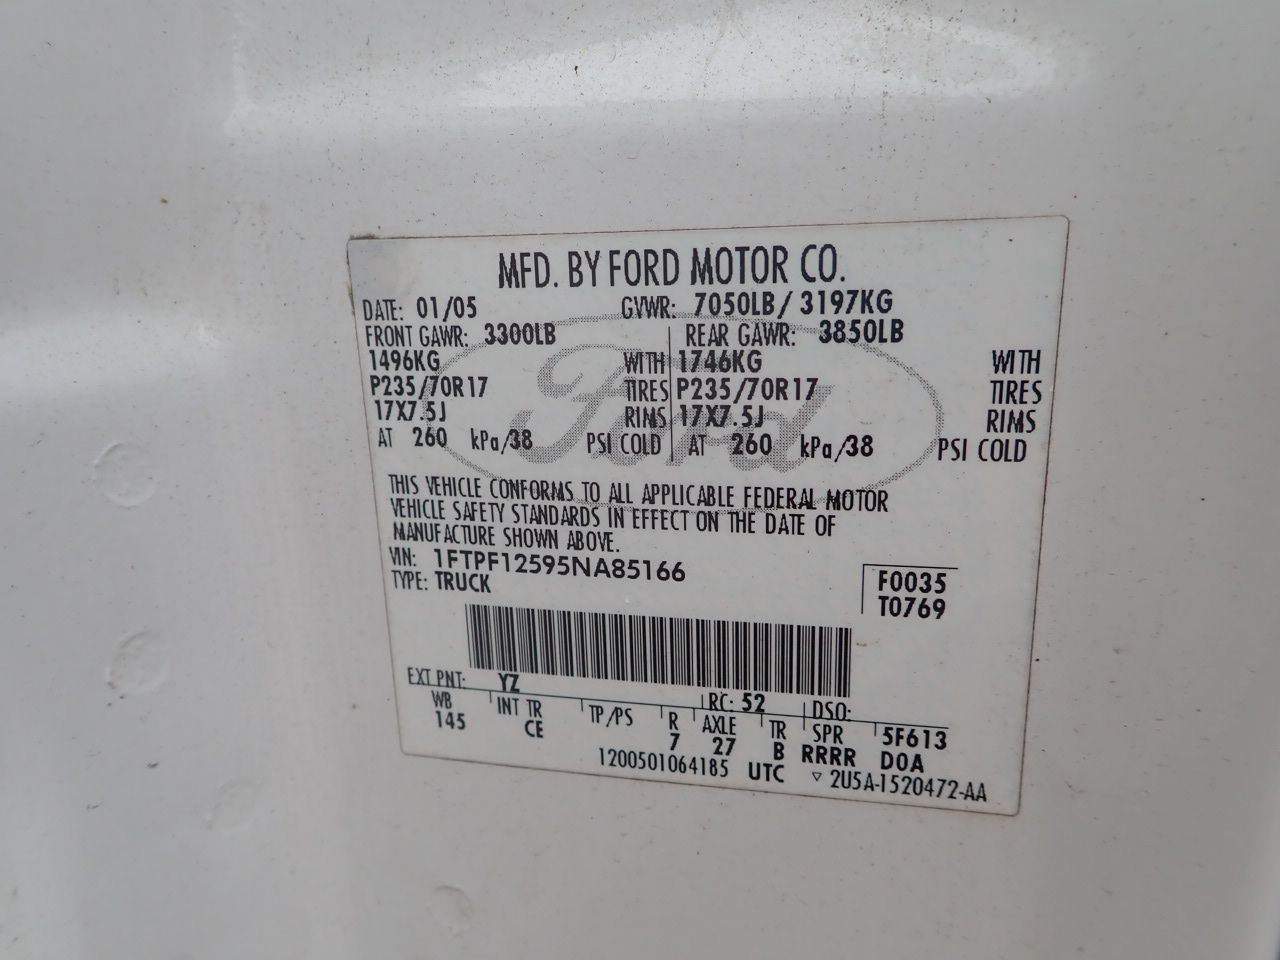 MFD. BY FORD MOTOR CO.
DATE: 01/05 GVWR: 7050LB/ 3197KG
FRONT GAWR: 3300LB REAR GAWR: 3850LB
1496KG WITH 1746KG WITH
P235/70R17 TIRES P235/70R17 TIRES
17X7.5J RIMS 17X7.5J RIMS
AT 260 kPa/38 PSI COLD AT 260 kPa/38 PSI COLD
Ford
THIS VEHICLE CONFORMS TO ALL APPLICABLE FEDERAL MOTOR
VEHICLE SAFETY STANDARDS IN EFFECT ON THE DATE OF
MANUFACTURE SHOWN ABOVE.
VIN: 1FTPF12595NA85166 F0035
TYPE: TRUCK T0769
EXT PNT: YZ RC: 52 DSO:
WB INT TR TP/PS R AXLE TR SPR 5F613
145 CE 7 27 B RRRR DOA
1200501064185 UTC ▽ 2U5A-1520472-AA